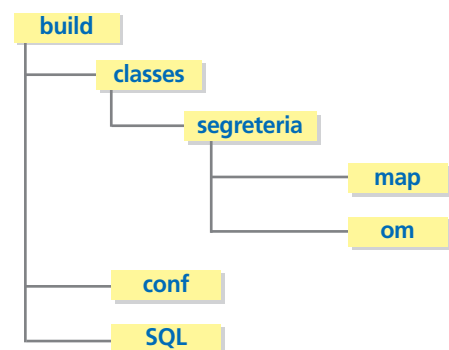 build
classes
segreteria
map
om
conf
SQL